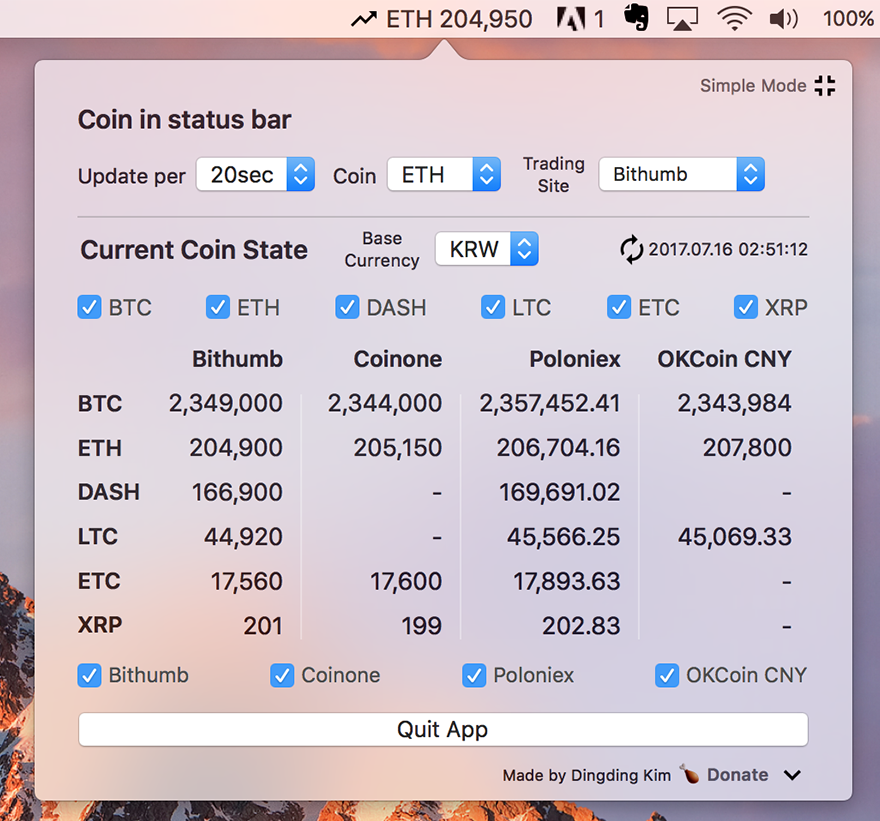 ETH 204,950 1 100%
Simple Mode
Coin in status bar
Update per 20sec Coin ETH Trading Site Bithumb
Current Coin State Base Currency KRW 2017.07.16 02:51:12
BTC ETH DASH LTC ETC XRP
Bithumb Coinone Poloniex OKCoin CNY
BTC 2,349,000 2,344,000 2,357,452.41 2,343,984
ETH 204,900 205,150 206,704.16 207,800
DASH 166,900 - 169,691.02 -
LTC 44,920 - 45,566.25 45,069.33
ETC 17,560 17,600 17,893.63 -
XRP 201 199 202.83 -
Bithumb Coinone Poloniex OKCoin CNY
Quit App
Made by Dingding Kim 🍗 Donate